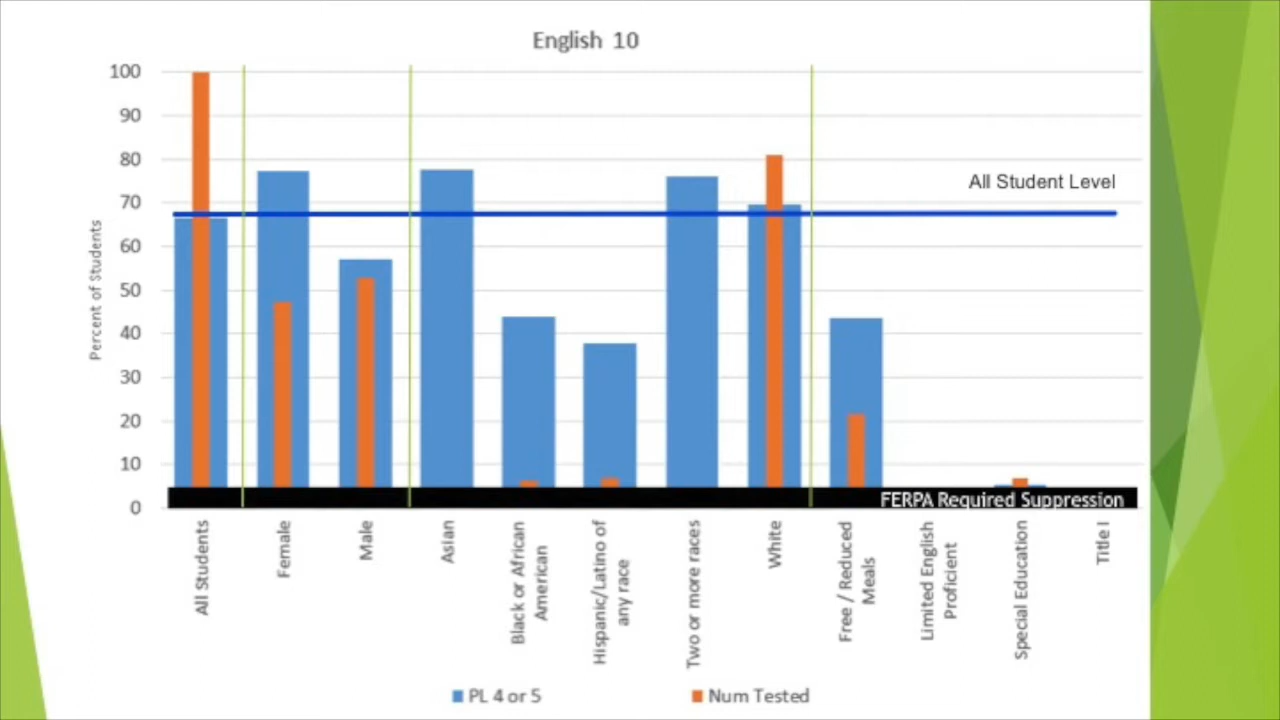 English 10
Percent of Students
100
90
80
70
60
50
40
30
20
10
0
All Student Level
FERPA Required Suppression
All Students
Female
Male
Asian
Black or African
American
Hispanic/Latino of
any race
Two or more races
White
Free / Reduced
Meals
Limited English
Proficient
Special Education
Title I
PL 4 or 5
Num Tested